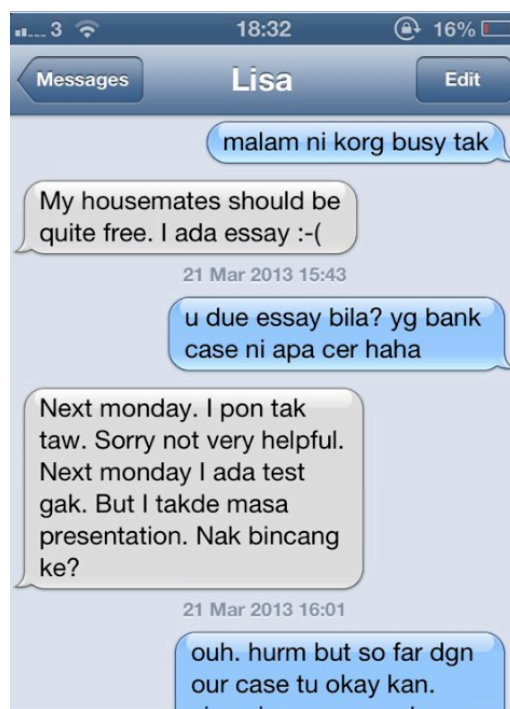 3 18:32 16%
Messages Lisa Edit
malam ni korg busy tak
My housemates should be
quite free. I ada essay :-(
21 Mar 2013 15:43
u due essay bila? yg bank
case ni apa cer haha
Next monday. I pon tak
taw. Sorry not very helpful.
Next monday I ada test
gak. But I takde masa
presentation. Nak bincang
ke?
21 Mar 2013 16:01
ouh. hurm but so far dgn
our case tu okay kan.